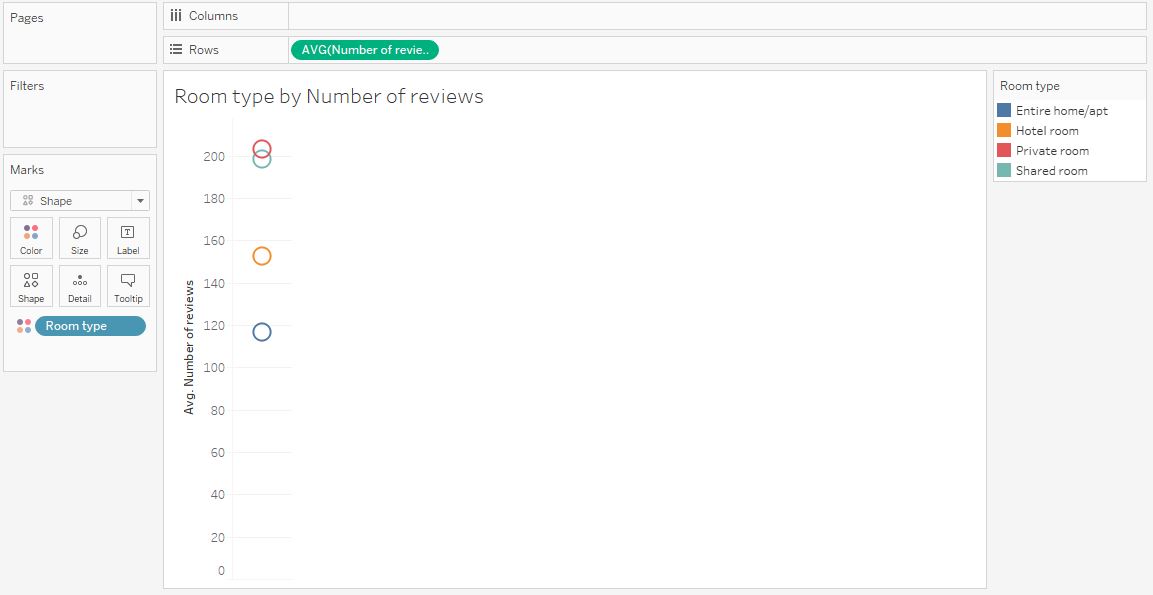 Pages
Columns
Rows
AVG(Number of revie..
Filters
Marks
Shape
Color
Size
Label
Shape
Detail
Tooltip
Room type
Room type by Number of reviews
Avg. Number of reviews
200
180
160
140
120
100
80
60
40
20
0
Room type
Entire home/apt
Hotel room
Private room
Shared room